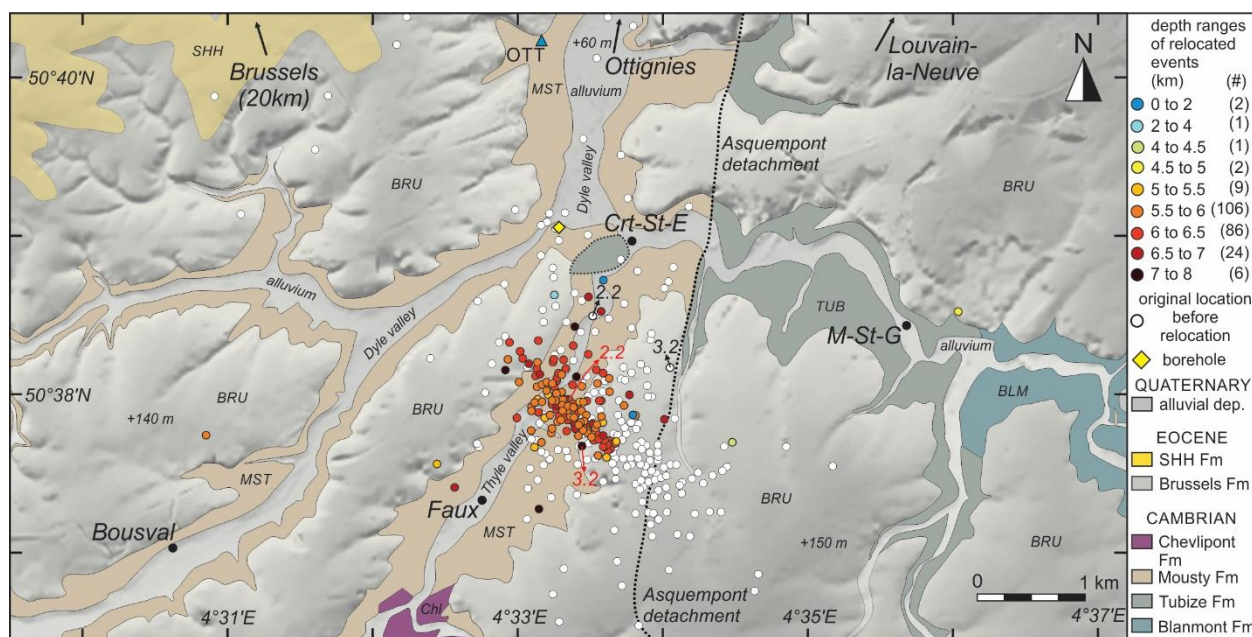 SHH
Brussels
(20km)
OTT
+60 m
Ottignies
Louvain-
la-Neuve
N
50°40'N
MST
alluvium
Asquempont
detachment
BRU
BRU
Dyle valley
Crt-St-E
alluvium
2.2
TUB
M-St-G
Dyle valley
2.2
3.2
alluvium
50°38'N
BLM
BRU
+140 m
BRU
Thyle valley
3.2
MST
Faux
BRU
Bousval
MST
+150 m
BRU
Chl
Asquempont
detachment
0 1 km
4°31'E
4°33'E
4°35'E
4°37'E
depth ranges
of relocated
events
(km) (#)
0 to 2 (2)
2 to 4 (1)
4 to 4.5 (1)
4.5 to 5 (2)
5 to 5.5 (9)
5.5 to 6 (106)
6 to 6.5 (86)
6.5 to 7 (24)
7 to 8 (6)
original location
before
relocation
borehole
QUATERNARY
alluvial dep.
EOCENE
SHH Fm
Brussels Fm
CAMBRIAN
Chevlipont
Fm
Mousty Fm
Tubize Fm
Blanmont Fm